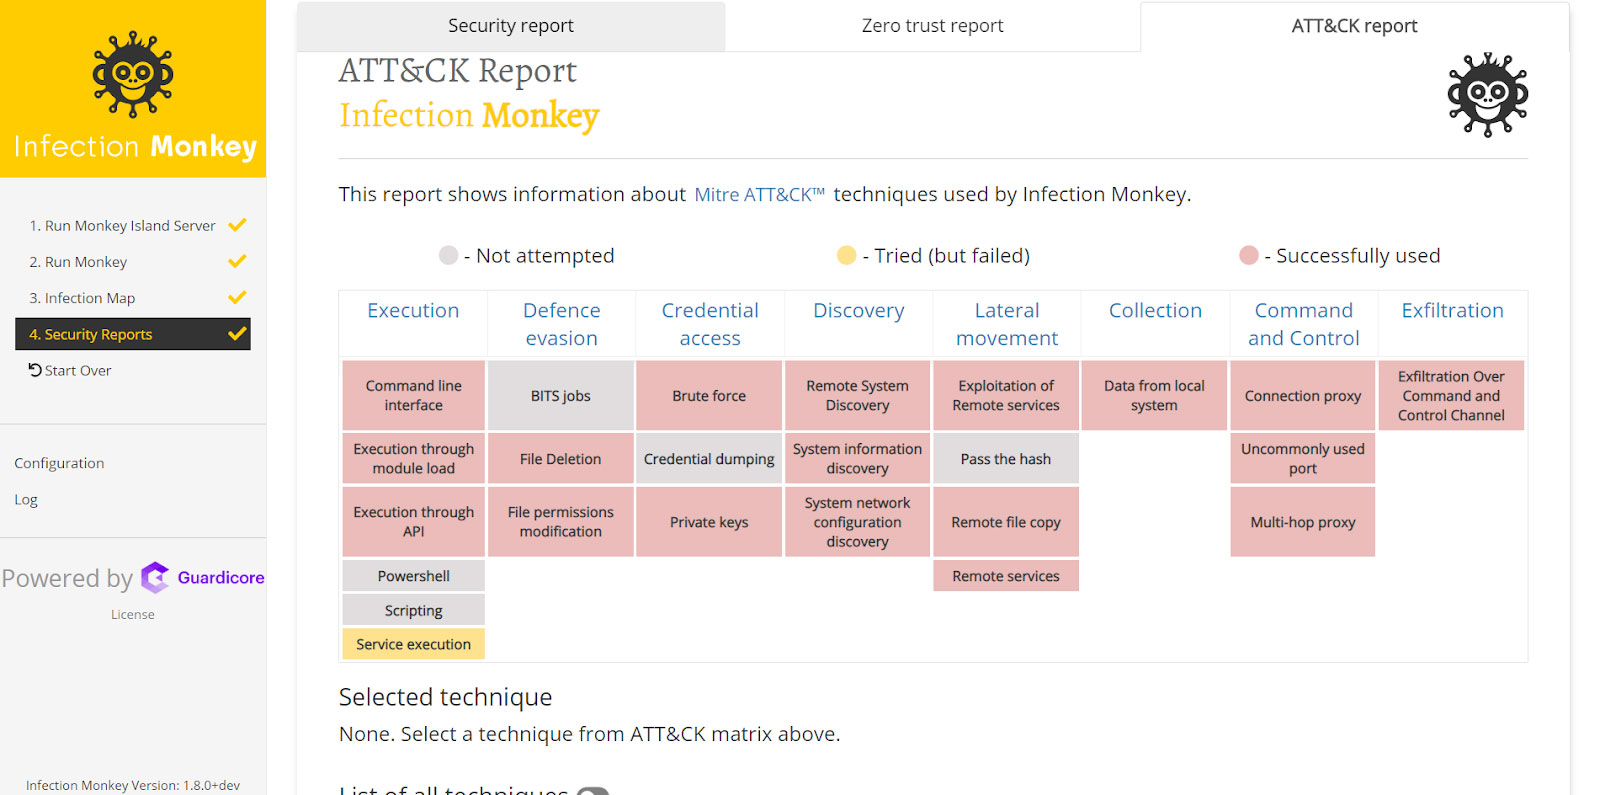 Infection Monkey
1. Run Monkey Island Server
2. Run Monkey
3. Infection Map
4. Security Reports
Start Over
Configuration
Log
Powered by Guardicore
License
Infection Monkey Version: 1.8.0+dev
Security report
Zero trust report
ATT&CK report
ATT&CK Report
Infection Monkey
This report shows information about Mitre ATT&CK™ techniques used by Infection Monkey.
- Not attempted
- Tried (but failed)
- Successfully used
Execution
Command line
interface
Execution through
module load
Execution through
API
Powershell
Scripting
Service execution
Defence
evasion
BITS jobs
File Deletion
File permissions
modification
Credential
access
Brute force
Credential dumping
Private keys
Discovery
Remote System
Discovery
System information
discovery
System network
configuration
discovery
Lateral
movement
Exploitation of
Remote services
Pass the hash
Remote file copy
Remote services
Collection
Data from local
system
Command
and Control
Connection proxy
Uncommonly used
port
Multi-hop proxy
Exfiltration
Exfiltration Over
Command and
Control Channel
Selected technique
None. Select a technique from ATT&CK matrix above.
List of all techniques